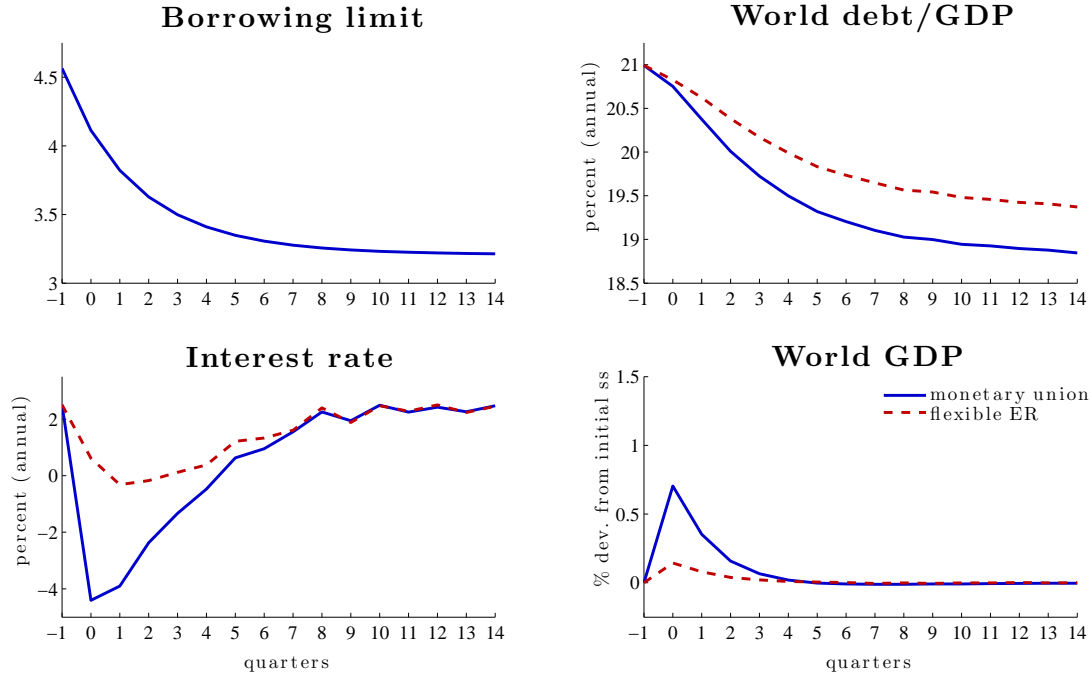 Borrowing limit
4.5
4
3.5
3
−1 0 1 2 3 4 5 6 7 8 9 10 11 12 13 14
World debt/GDP
percent (annual)
21
20.5
20
19.5
19
18.5
−1 0 1 2 3 4 5 6 7 8 9 10 11 12 13 14
Interest rate
percent (annual)
2
0
−2
−4
−1 0 1 2 3 4 5 6 7 8 9 10 11 12 13 14
quarters
World GDP
% dev. from initial ss
1.5
1
0.5
0
monetary union
flexible ER
−1 0 1 2 3 4 5 6 7 8 9 10 11 12 13 14
quarters